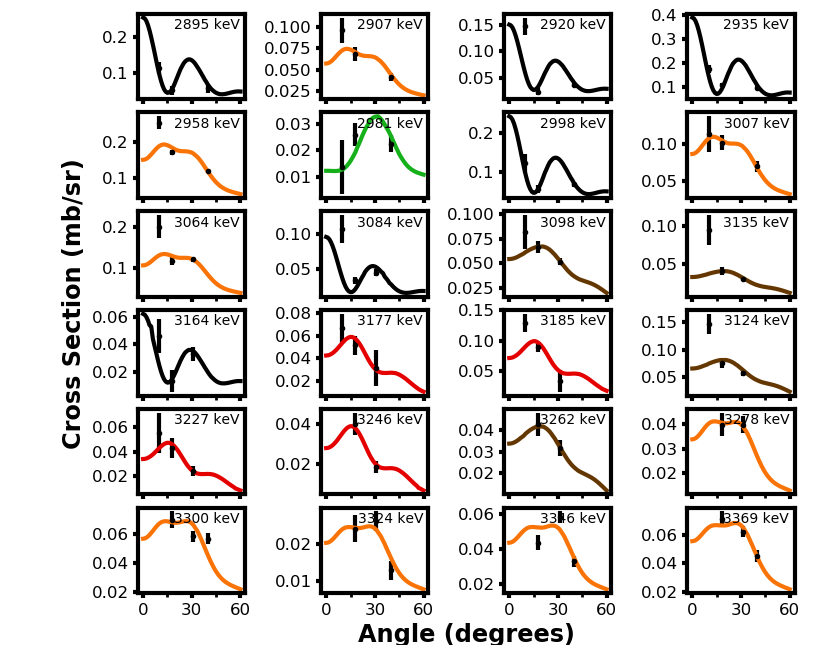 2895 keV
0.2
0.1
2907 keV
0.100
0.075
0.050
0.025
2920 keV
0.15
0.10
0.05
2935 keV
0.4
0.3
0.2
0.1
2958 keV
0.2
0.1
2981 keV
0.03
0.02
0.01
2998 keV
0.2
0.1
3007 keV
0.10
0.05
3064 keV
0.2
0.1
3084 keV
0.10
0.05
3098 keV
0.100
0.075
0.050
0.025
3135 keV
0.10
0.05
3164 keV
0.06
0.04
0.02
3177 keV
0.08
0.06
0.04
0.02
3185 keV
0.15
0.10
0.05
3124 keV
0.15
0.10
0.05
3227 keV
0.06
0.04
0.02
3246 keV
0.04
0.02
3262 keV
0.04
0.03
0.02
3278 keV
0.04
0.03
0.02
3300 keV
0.06
0.04
0.02
3324 keV
0.02
0.01
3346 keV
0.06
0.04
0.02
3369 keV
0.06
0.04
0.02
0 30 60
0 30 60
0 30 60
0 30 60
Cross Section (mb/sr)
Angle (degrees)